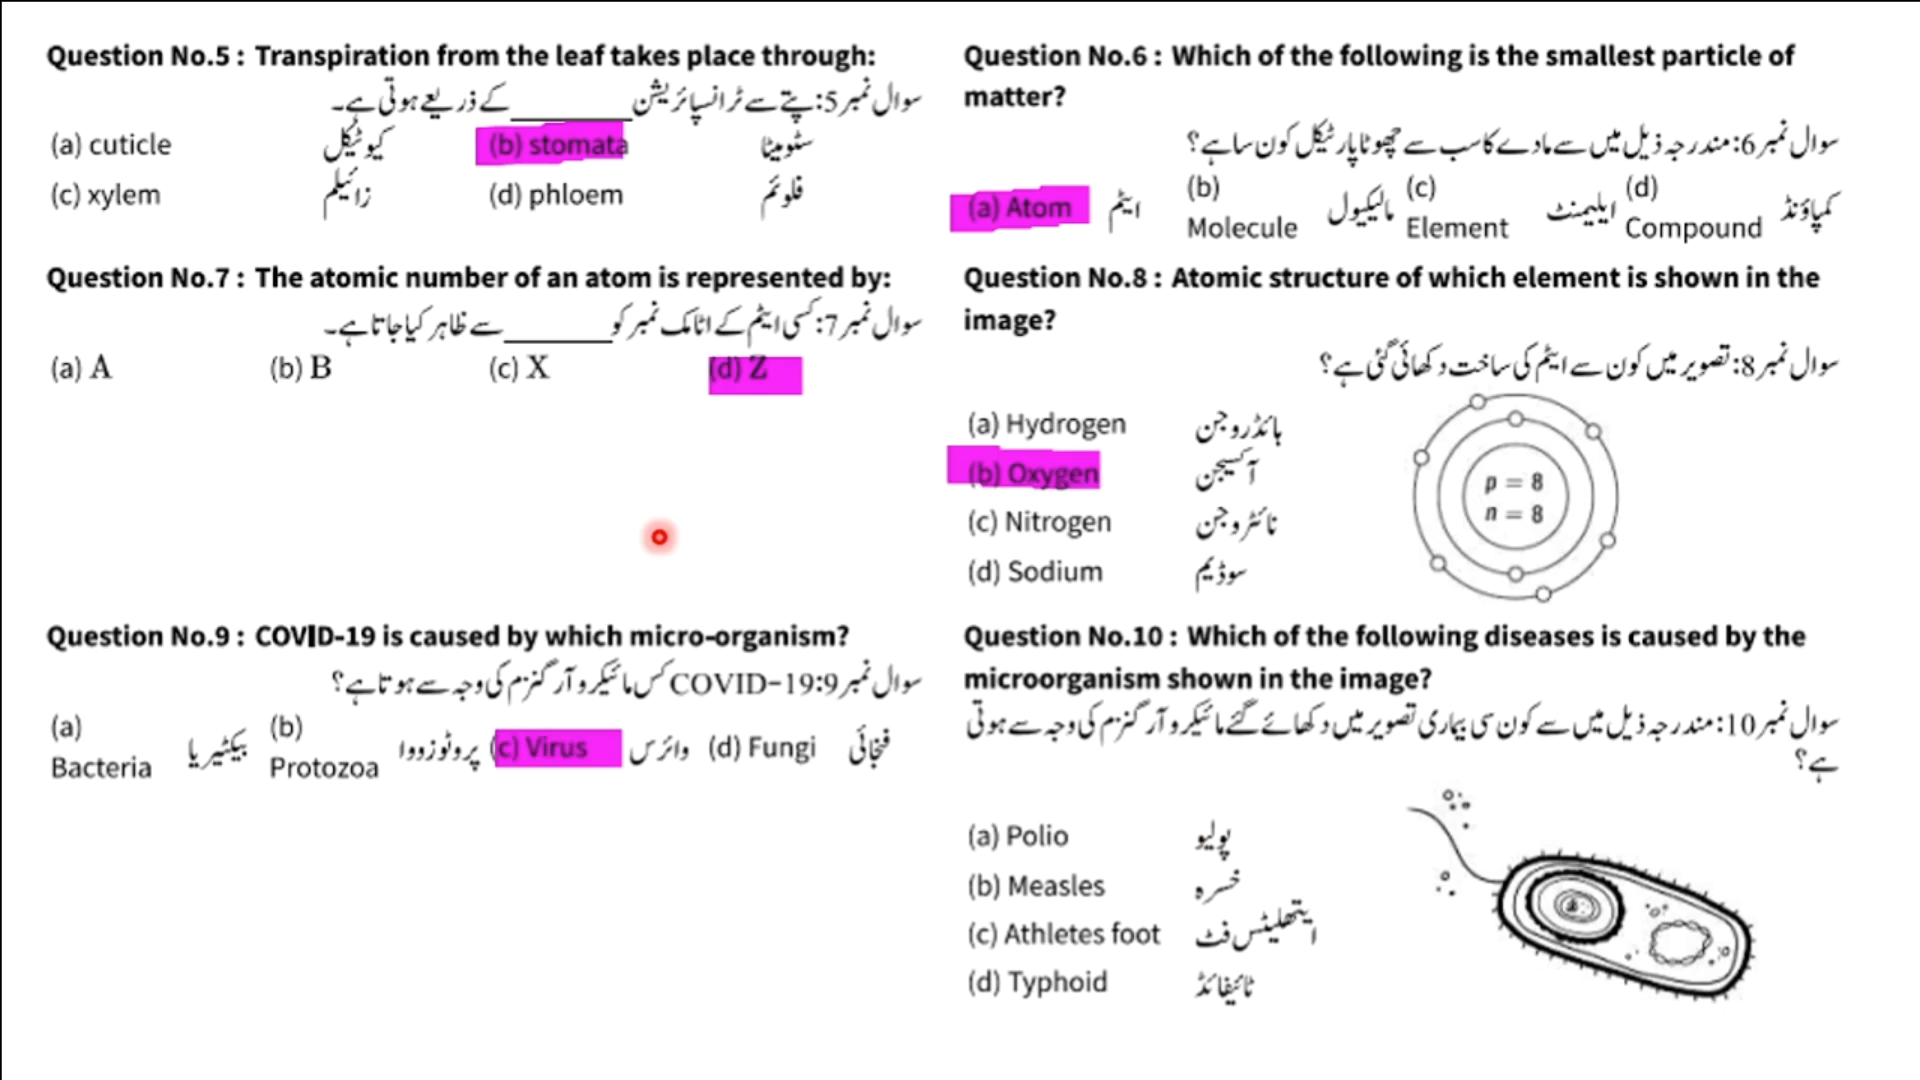 Question No.5 : Transpiration from the leaf takes place through:
سوال نمبر 5: پتے سے ٹرانسپائریشن ________ کے ذریعے ہوتی ہے۔
(a) cuticle کیوٹیکل (b) stomata سٹومیٹا
(c) xylem زائیلم (d) phloem فلوئم
Question No.6 : Which of the following is the smallest particle of
matter?
سوال نمبر 6: مندرجہ ذیل میں سے مادے کا سب سے چھوٹا پارٹیکل کون سا ہے؟
(a) Atom ایٹم (b) Molecule مالیکیول (c) Element ایلیمنٹ (d) Compound کمپاؤنڈ
Question No.7 : The atomic number of an atom is represented by:
سوال نمبر 7: کسی ایٹم کے اٹامک نمبر کو ________ سے ظاہر کیا جاتا ہے۔
(a) A (b) B (c) X (d) Z
Question No.8 : Atomic structure of which element is shown in the
image?
سوال نمبر 8: تصویر میں کون سے ایٹم کی ساخت دکھائی گئی ہے؟
(a) Hydrogen ہائڈروجن
(b) Oxygen آکسیجن
(c) Nitrogen نائٹروجن
(d) Sodium سوڈیم
p = 8
n = 8
Question No.9 : COVID-19 is caused by which micro-organism?
سوال نمبر 9: COVID-19 کس مائیکرو آرگنزم کی وجہ سے ہوتا ہے؟
(a) Bacteria بیکٹیریا (b) Protozoa پروٹوزووا (c) Virus وائرس (d) Fungi فنجائی
Question No.10 : Which of the following diseases is caused by the
microorganism shown in the image?
سوال نمبر 10: مندرجہ ذیل میں سے کون سی بیماری تصویر میں دکھائے گئے مائیکرو آرگنزم کی وجہ سے ہوتی
ہے؟
(a) Polio پولیو
(b) Measles خسرہ
(c) Athletes foot ایتھلیٹس فٹ
(d) Typhoid ٹائیفائڈ